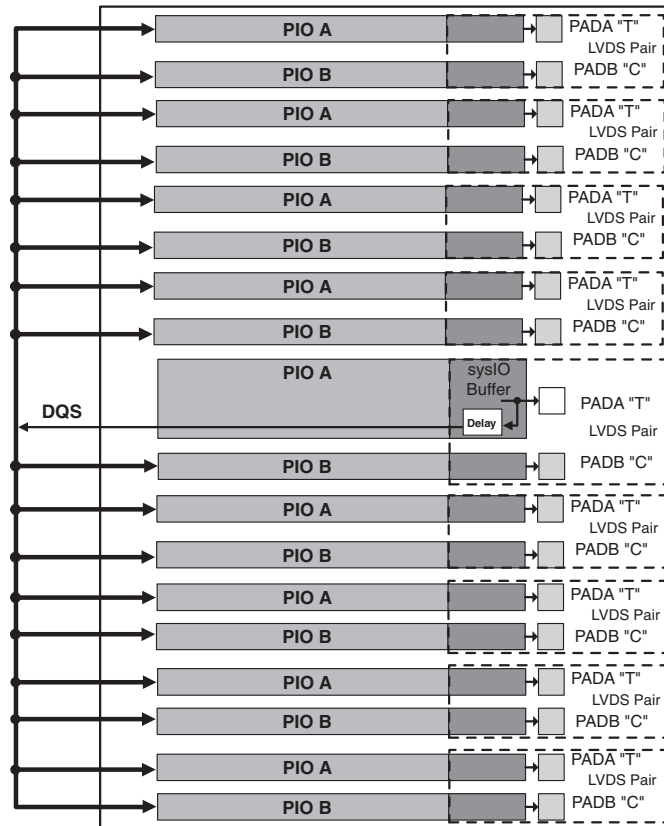 PIO A
PADA "T"
LVDS Pair
PIO B
PADB "C"
PIO A
PADA "T"
LVDS Pair
PIO B
PADB "C"
PIO A
PADA "T"
LVDS Pair
PIO B
PADB "C"
PIO A
PADA "T"
LVDS Pair
PIO B
PADB "C"
PIO A
sysIO
Buffer
PADA "T"
DQS
Delay
LVDS Pair
PIO B
PADB "C"
PIO A
PADA "T"
LVDS Pair
PIO B
PADB "C"
PIO A
PADA "T"
LVDS Pair
PIO B
PADB "C"
PIO A
PADA "T"
LVDS Pair
PIO B
PADB "C"
PIO A
PADA "T"
LVDS Pair
PIO B
PADB "C"